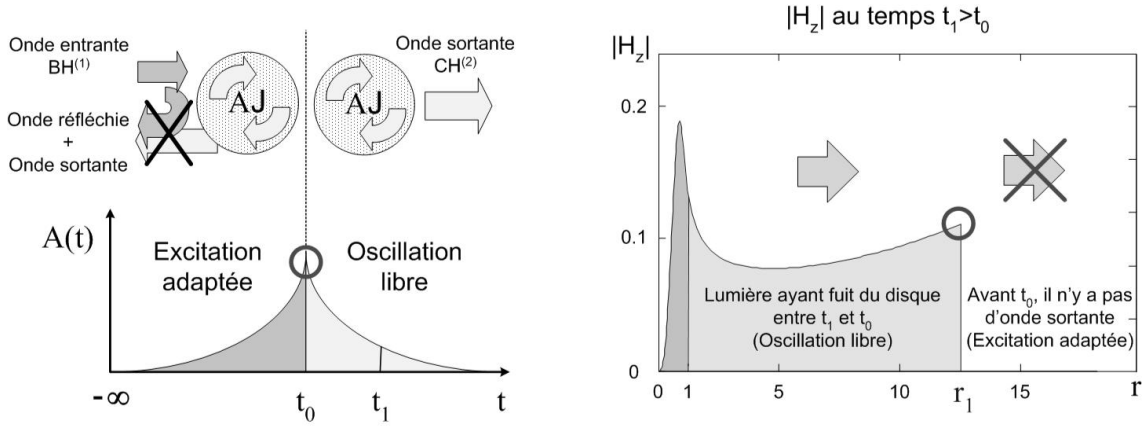 Onde entrante
BH(1)
Onde réfléchie
+
Onde sortante
AJ
AJ
Onde sortante
CH(2)
A(t)
Excitation
adaptée
Oscillation
libre
-∞
t0
t1
t
|Hz| au temps t1>t0
|Hz|
0.2
0.1
0
Lumière ayant fuit du disque
entre t1 et t0
(Oscillation libre)
Avant t0, il n'y a pas
d'onde sortante
(Excitation adaptée)
0
1
5
10
r1
15
r